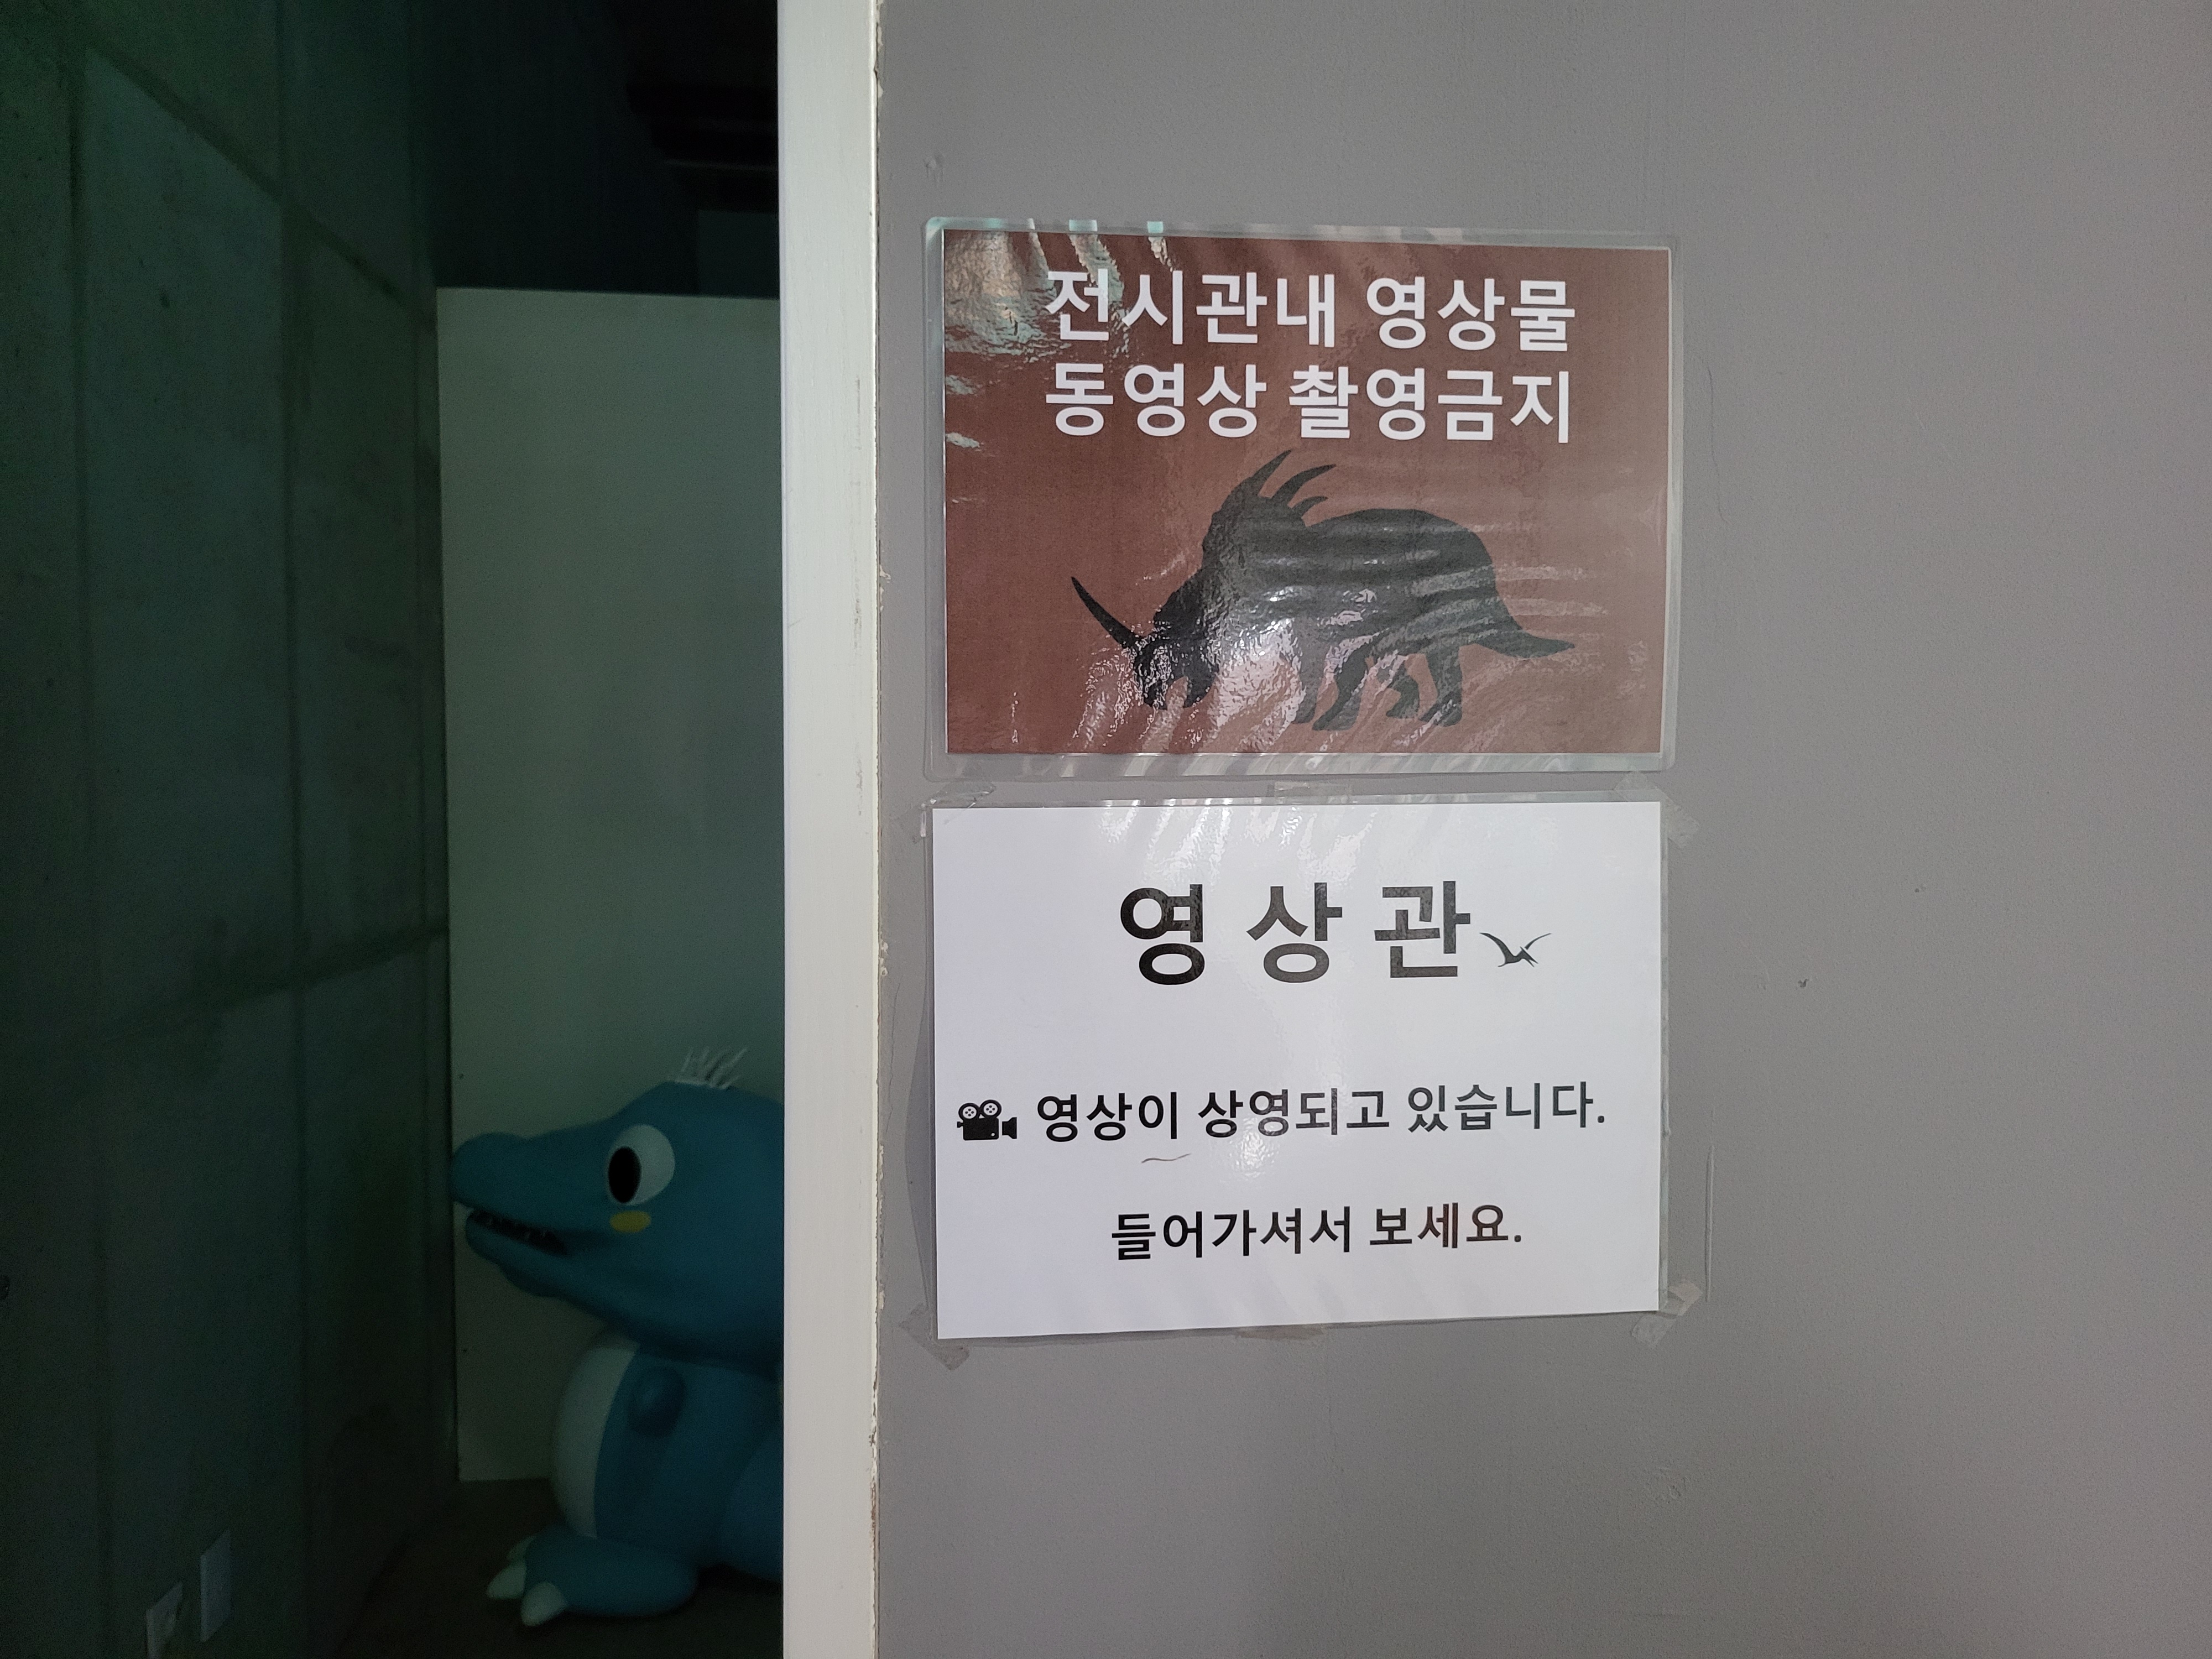 전시관내 영상물
동영상 촬영금지
영 상 관
영상이 상영되고 있습니다.
들어가셔서 보세요.